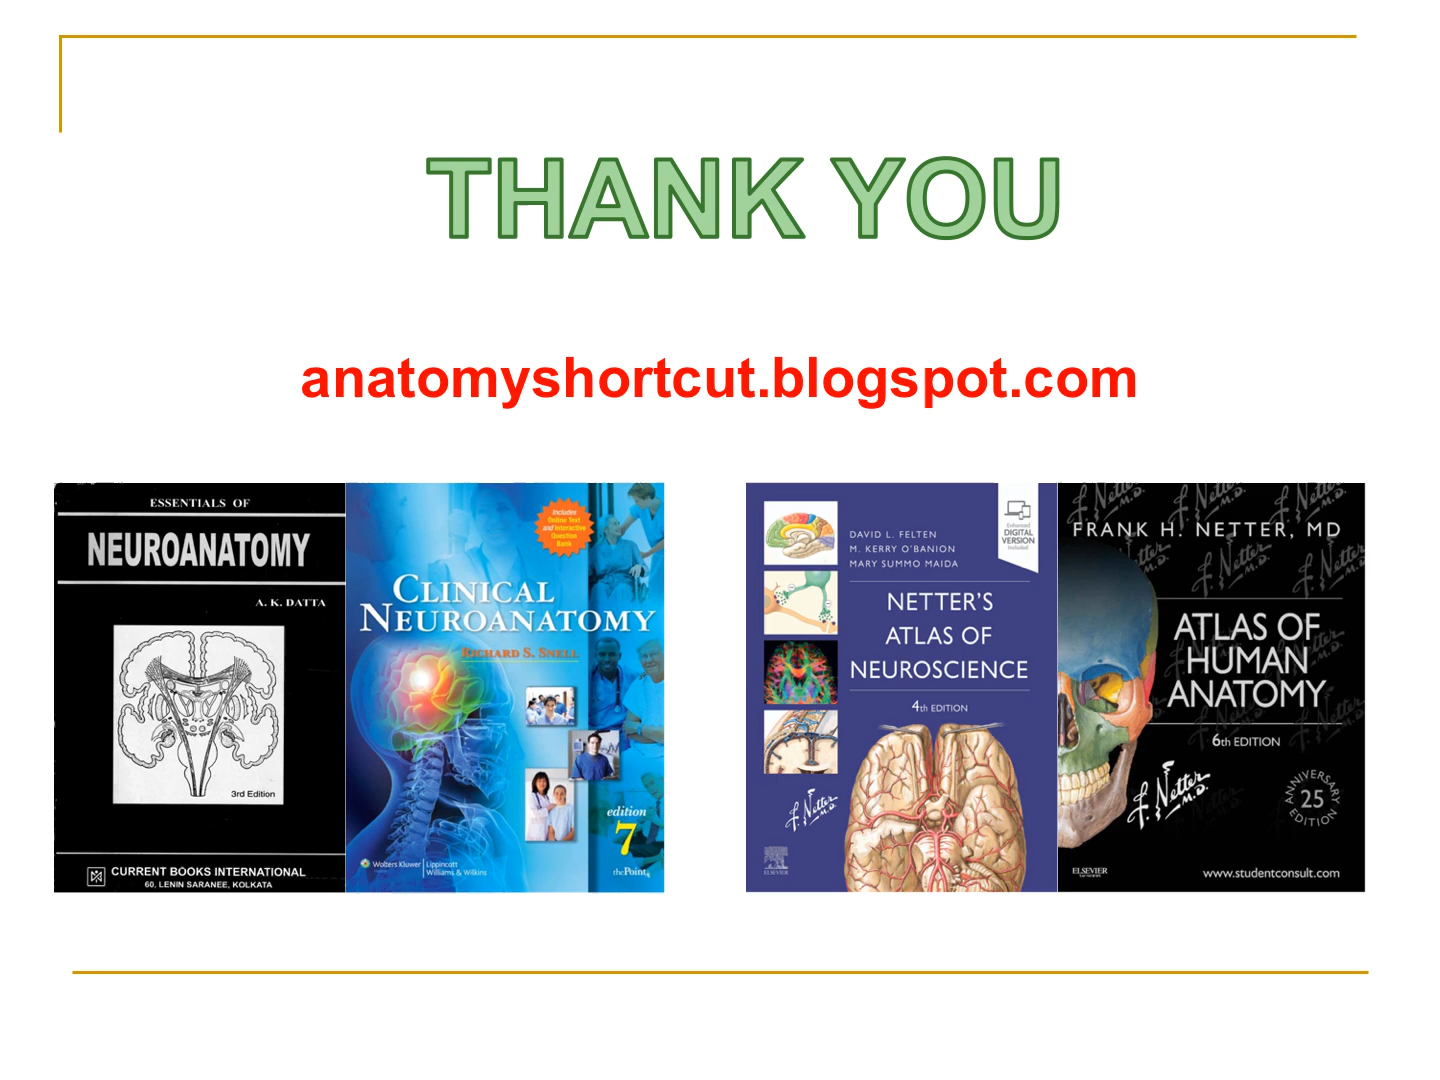 THANK YOU
anatomyshortcut.blogspot.com
ESSENTIALS OF
NEUROANATOMY
A. K. DATTA
3rd Edition
CURRENT BOOKS INTERNATIONAL
60, LENIN SARANEE, KOLKATA
Includes
Online Text
and Interactive
Question
Bank
CLINICAL
NEUROANATOMY
RICHARD S. SNELL
edition
7
Wolters Kluwer | Lippincott
Williams & Wilkins
thePoint
DAVID L. FELTEN
M. KERRY O'BANION
MARY SUMMO MAIDA
Enhanced
DIGITAL
VERSION
Included
NETTER'S
ATLAS OF
NEUROSCIENCE
4th EDITION
F. Netter M.D.
ELSEVIER
FRANK H. NETTER, MD
ATLAS OF
HUMAN
ANATOMY
6th EDITION
F. Netter M.D.
ANNIVERSARY
25
EDITION
ELSEVIER
www.studentconsult.com